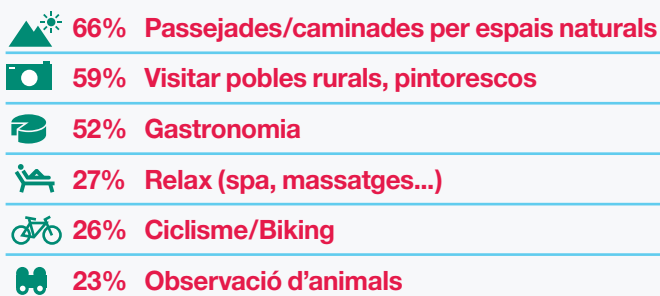 66% Passejades/caminades per espais naturals
59% Visitar pobles rurals, pintorescos
52% Gastronomia
27% Relax (spa, massatges...)
26% Ciclisme/Biking
23% Observació d'animals